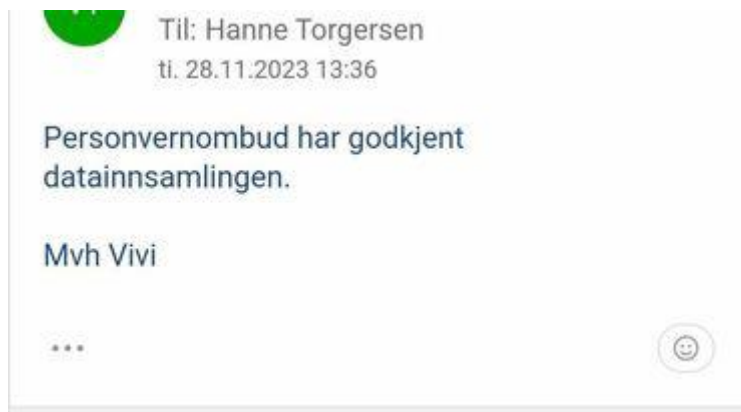 Til: Hanne Torgersen
ti. 28.11.2023 13:36
Personvernombud har godkjent
datainnsamlingen.
Mvh Vivi